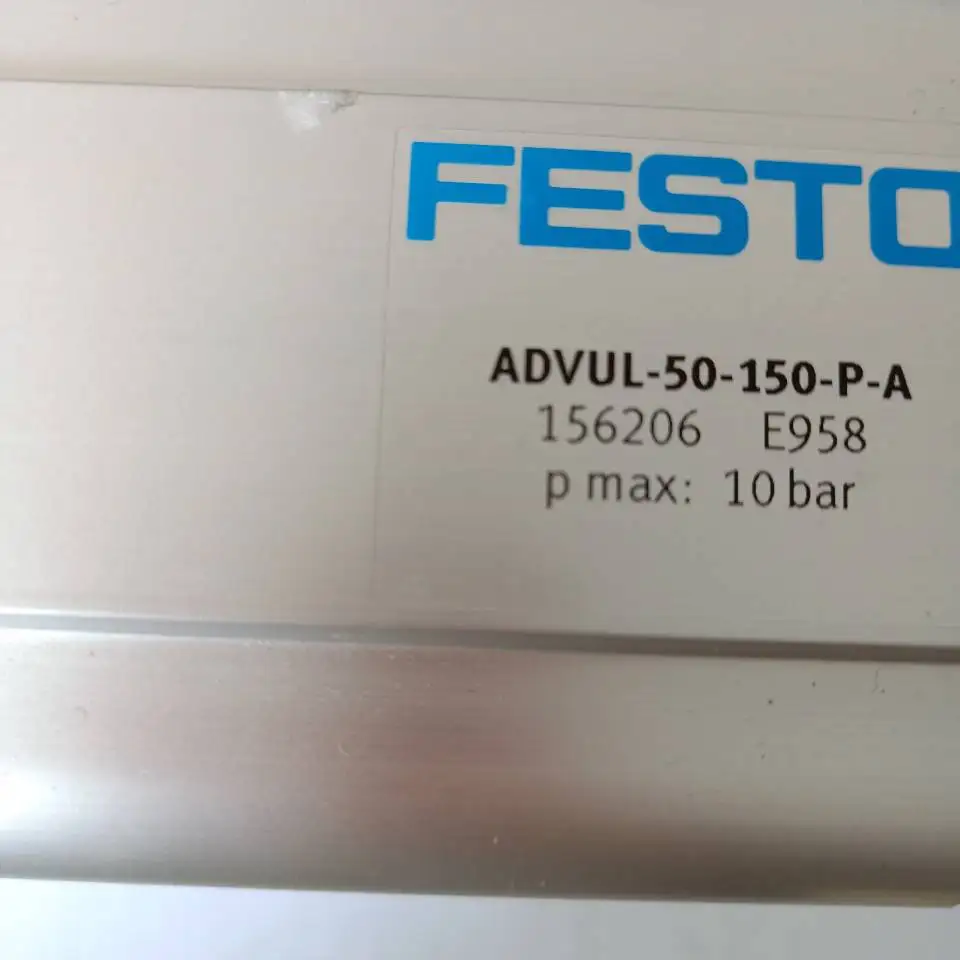 FESTO
ADVUL-50-150-P-A
156206 E958
p max: 10 bar